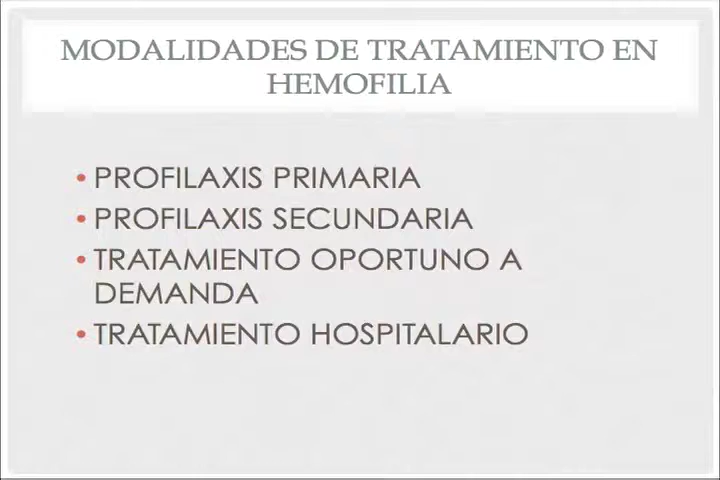 MODALIDADES DE TRATAMIENTO EN
HEMOFILIA
• PROFILAXIS PRIMARIA
• PROFILAXIS SECUNDARIA
• TRATAMIENTO OPORTUNO A
DEMANDA
• TRATAMIENTO HOSPITALARIO